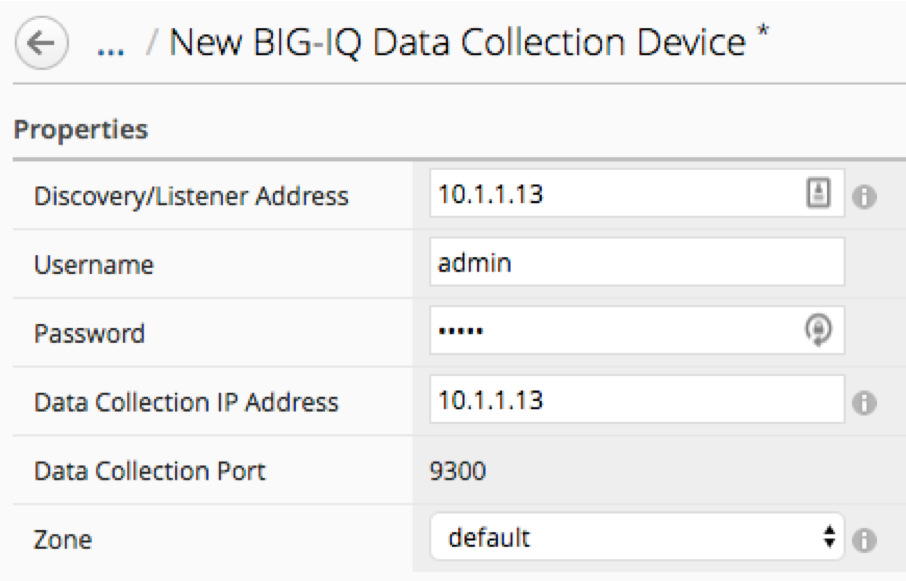 ... / New BIG-IQ Data Collection Device *
Properties
Discovery/Listener Address 10.1.1.13
Username admin
Password •••••
Data Collection IP Address 10.1.1.13
Data Collection Port 9300
Zone default